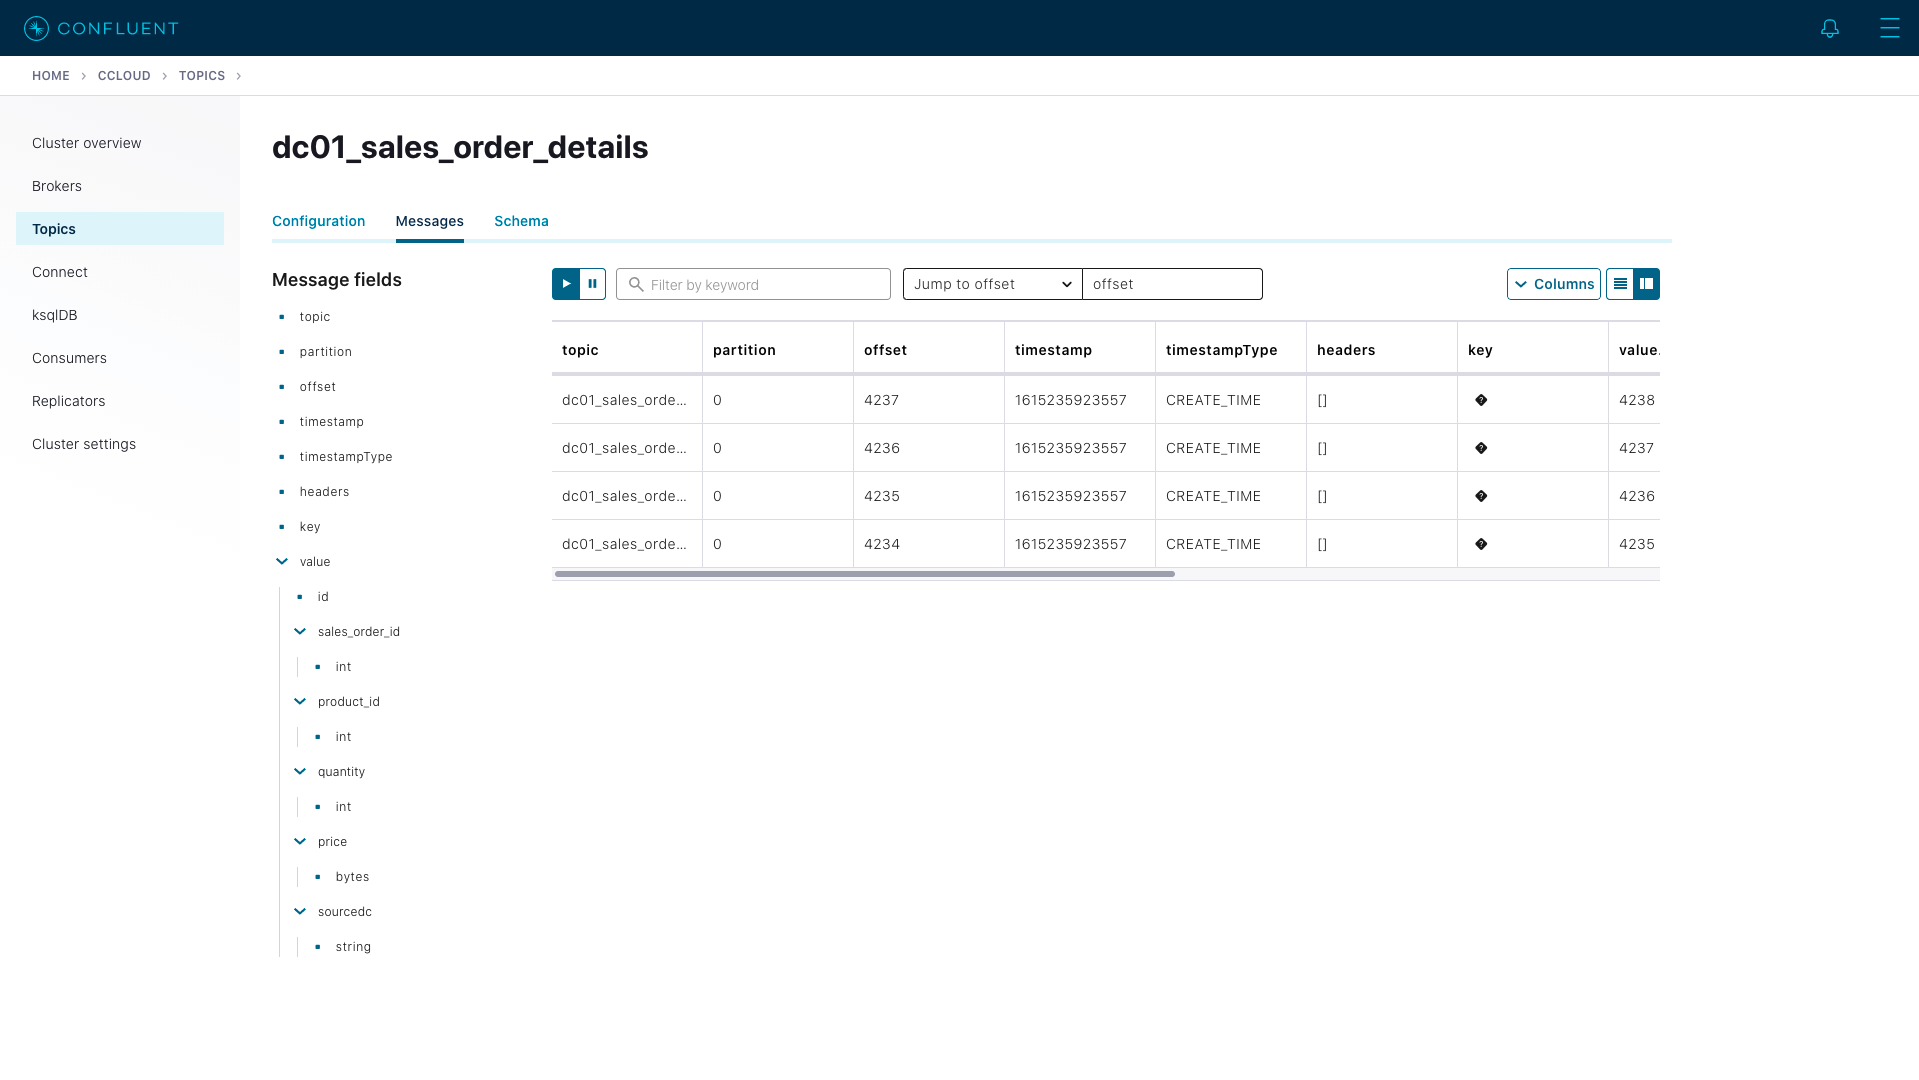 CONFLUENT
HOME > CCLOUD > TOPICS >
Cluster overview
Brokers
Topics
Connect
ksqlDB
Consumers
Replicators
Cluster settings
dc01_sales_order_details
Configuration Messages Schema
Message fields
topic
partition
offset
timestamp
timestampType
headers
key
value
id
sales_order_id
int
product_id
int
quantity
int
price
bytes
sourcedc
string
Filter by keyword Jump to offset offset Columns
topic partition offset timestamp timestampType headers key value.
dc01_sales_orde... 0 4237 1615235923557 CREATE_TIME [] � 4238
dc01_sales_orde... 0 4236 1615235923557 CREATE_TIME [] � 4237
dc01_sales_orde... 0 4235 1615235923557 CREATE_TIME [] � 4236
dc01_sales_orde... 0 4234 1615235923557 CREATE_TIME [] � 4235